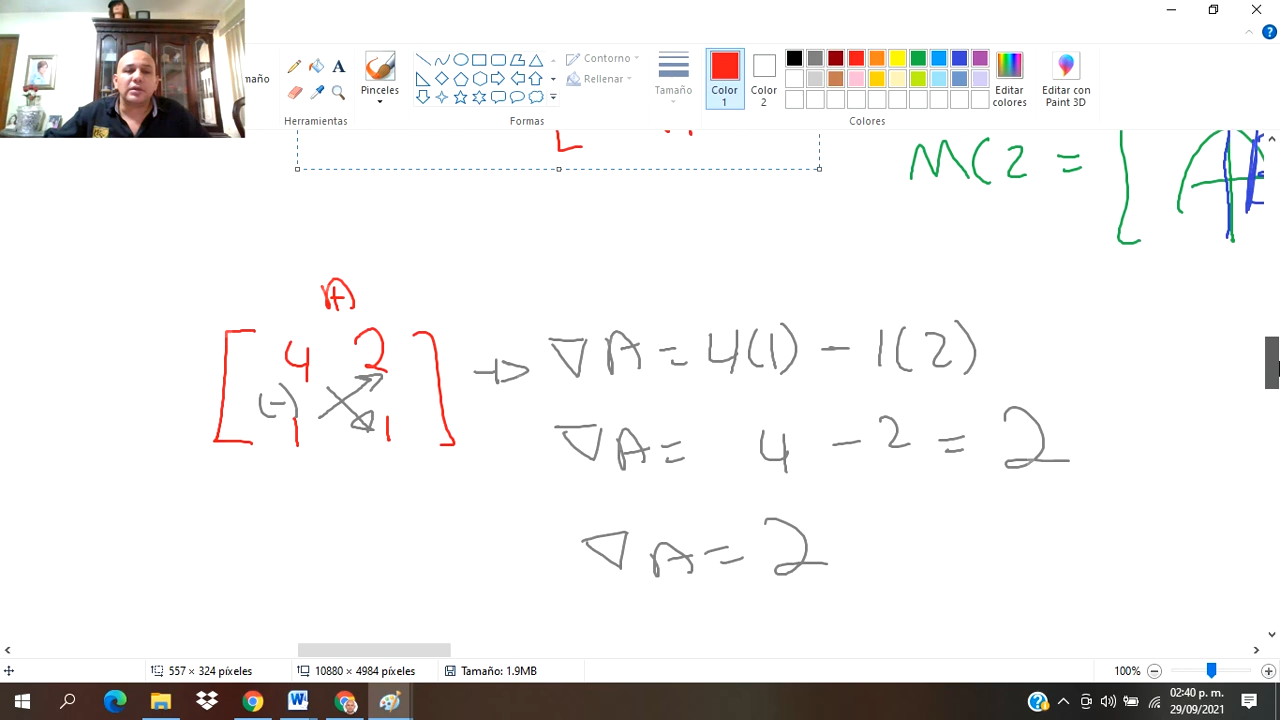 Contorno
Rellenar
Tamaño
maño
A
Pinceles
Color 1
Color 2
Editar colores
Editar con Paint 3D
Herramientas
Formas
Colores
MC2 = [ A
A
[ 4 2 ] → ▽A = 4(1) - 1(2)
(-)
1 1
▽A = 4 - 2 = 2
▽A = 2
557 × 324 píxeles
10880 × 4984 píxeles
Tamaño: 1.9MB
100%
02:40 p. m.
29/09/2021